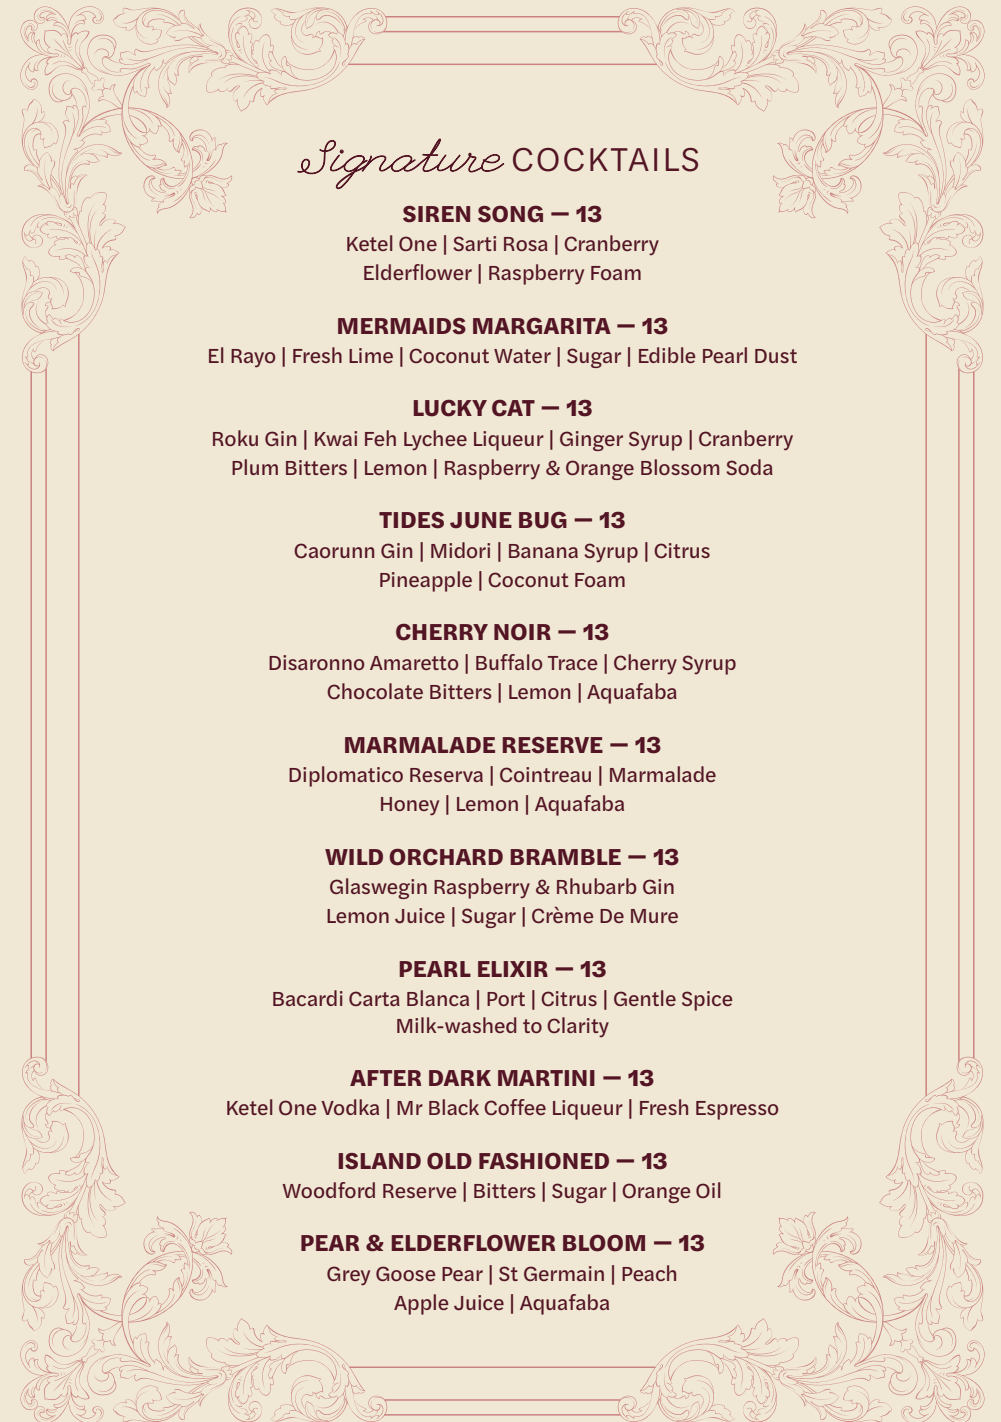 Signature COCKTAILS
SIREN SONG — 13
Ketel One | Sarti Rosa | Cranberry
Elderflower | Raspberry Foam
MERMAIDS MARGARITA — 13
El Rayo | Fresh Lime | Coconut Water | Sugar | Edible Pearl Dust
LUCKY CAT — 13
Roku Gin | Kwai Feh Lychee Liqueur | Ginger Syrup | Cranberry
Plum Bitters | Lemon | Raspberry & Orange Blossom Soda
TIDES JUNE BUG — 13
Caorunn Gin | Midori | Banana Syrup | Citrus
Pineapple | Coconut Foam
CHERRY NOIR — 13
Disaronno Amaretto | Buffalo Trace | Cherry Syrup
Chocolate Bitters | Lemon | Aquafaba
MARMALADE RESERVE — 13
Diplomatico Reserva | Cointreau | Marmalade
Honey | Lemon | Aquafaba
WILD ORCHARD BRAMBLE — 13
Glaswegin Raspberry & Rhubarb Gin
Lemon Juice | Sugar | Crème De Mure
PEARL ELIXIR — 13
Bacardi Carta Blanca | Port | Citrus | Gentle Spice
Milk-washed to Clarity
AFTER DARK MARTINI — 13
Ketel One Vodka | Mr Black Coffee Liqueur | Fresh Espresso
ISLAND OLD FASHIONED — 13
Woodford Reserve | Bitters | Sugar | Orange Oil
PEAR & ELDERFLOWER BLOOM — 13
Grey Goose Pear | St Germain | Peach
Apple Juice | Aquafaba